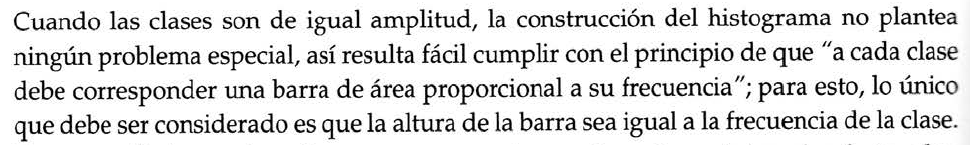 Cuando las clases son de igual amplitud, la construcción del histograma no plantea
ningún problema especial, así resulta fácil cumplir con el principio de que “a cada clase
debe corresponder una barra de área proporcional a su frecuencia”; para esto, lo único
que debe ser considerado es que la altura de la barra sea igual a la frecuencia de la clase.